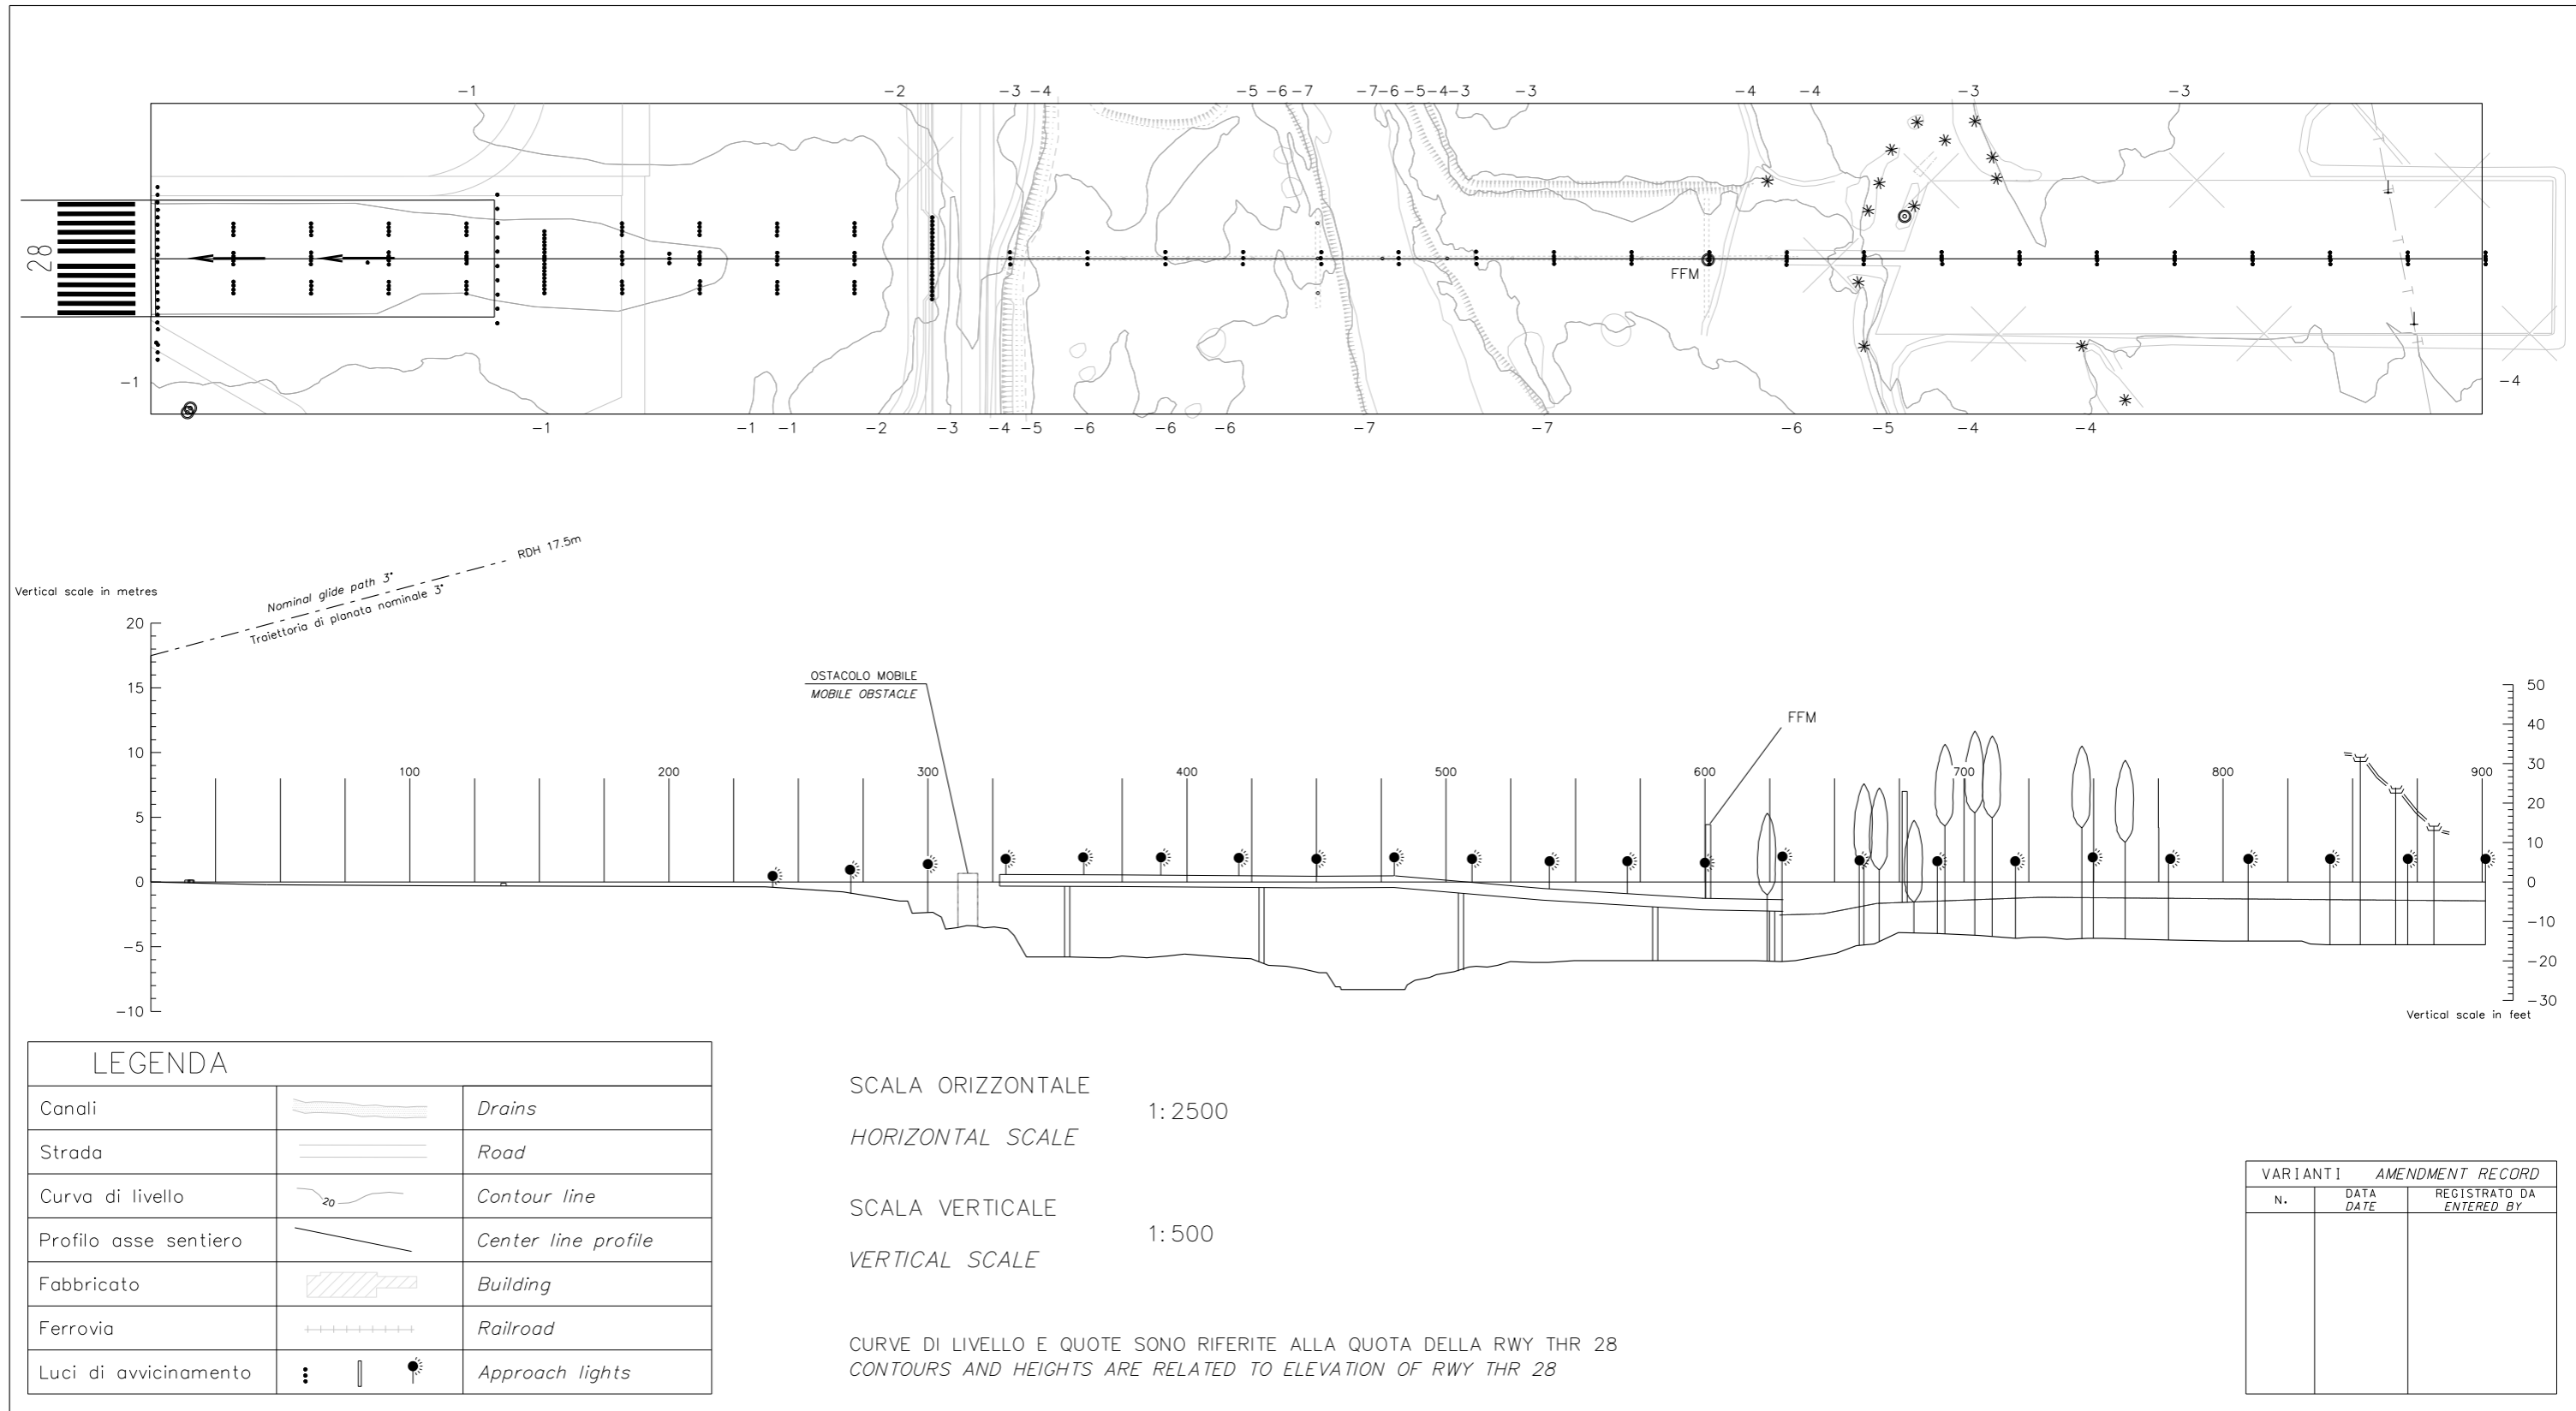 -1 -2 -3 -4 -5 -6 -7 -7 -6 -5 -4 -3 -3 -4 -4 -3 -3
28
FFM
-1
-4
-1 -1 -1 -2 -3 -4 -5 -6 -6 -6 -7 -7 -6 -5 -4 -4
RDH 17.5m
Nominal glide path 3°
Traiettoria di planata nominale 3°
Vertical scale in metres
20
15
10
5
0
-5
-10
OSTACOLO MOBILE
MOBILE OBSTACLE
FFM
100 200 300 400 500 600 700 800 900
50
40
30
20
10
0
-10
-20
-30
Vertical scale in feet
LEGENDA
Canali Drains
Strada Road
Curva di livello 20 Contour line
Profilo asse sentiero Center line profile
Fabbricato Building
Ferrovia Railroad
Luci di avvicinamento Approach lights
SCALA ORIZZONTALE
1:2500
HORIZONTAL SCALE
SCALA VERTICALE
1:500
VERTICAL SCALE
CURVE DI LIVELLO E QUOTE SONO RIFERITE ALLA QUOTA DELLA RWY THR 28
CONTOURS AND HEIGHTS ARE RELATED TO ELEVATION OF RWY THR 28
VARIANTI AMENDMENT RECORD
N. DATA REGISTRATO DA
DATE ENTERED BY